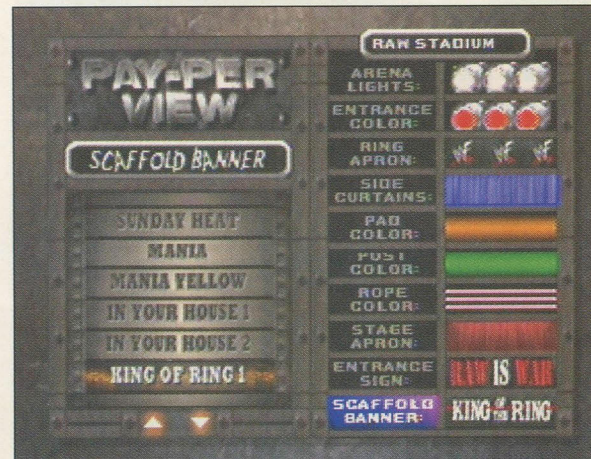 PAY-PER
VIEW
SCAFFOLD BANNER
SUNDAY HEAT
MANIA
MANIA YELLOW
IN YOUR HOUSE 1
IN YOUR HOUSE 2
KING OF RING 1
RAW STADIUM
ARENA
LIGHTS:
ENTRANCE
COLOR:
RING
APRON:
SIDE
CURTAINS:
PAD
COLOR:
POST
COLOR:
ROPE
COLOR:
STAGE
APRON:
ENTRANCE
SIGN:
RAW IS WAR
SCAFFOLD
BANNER:
KING OF THE RING